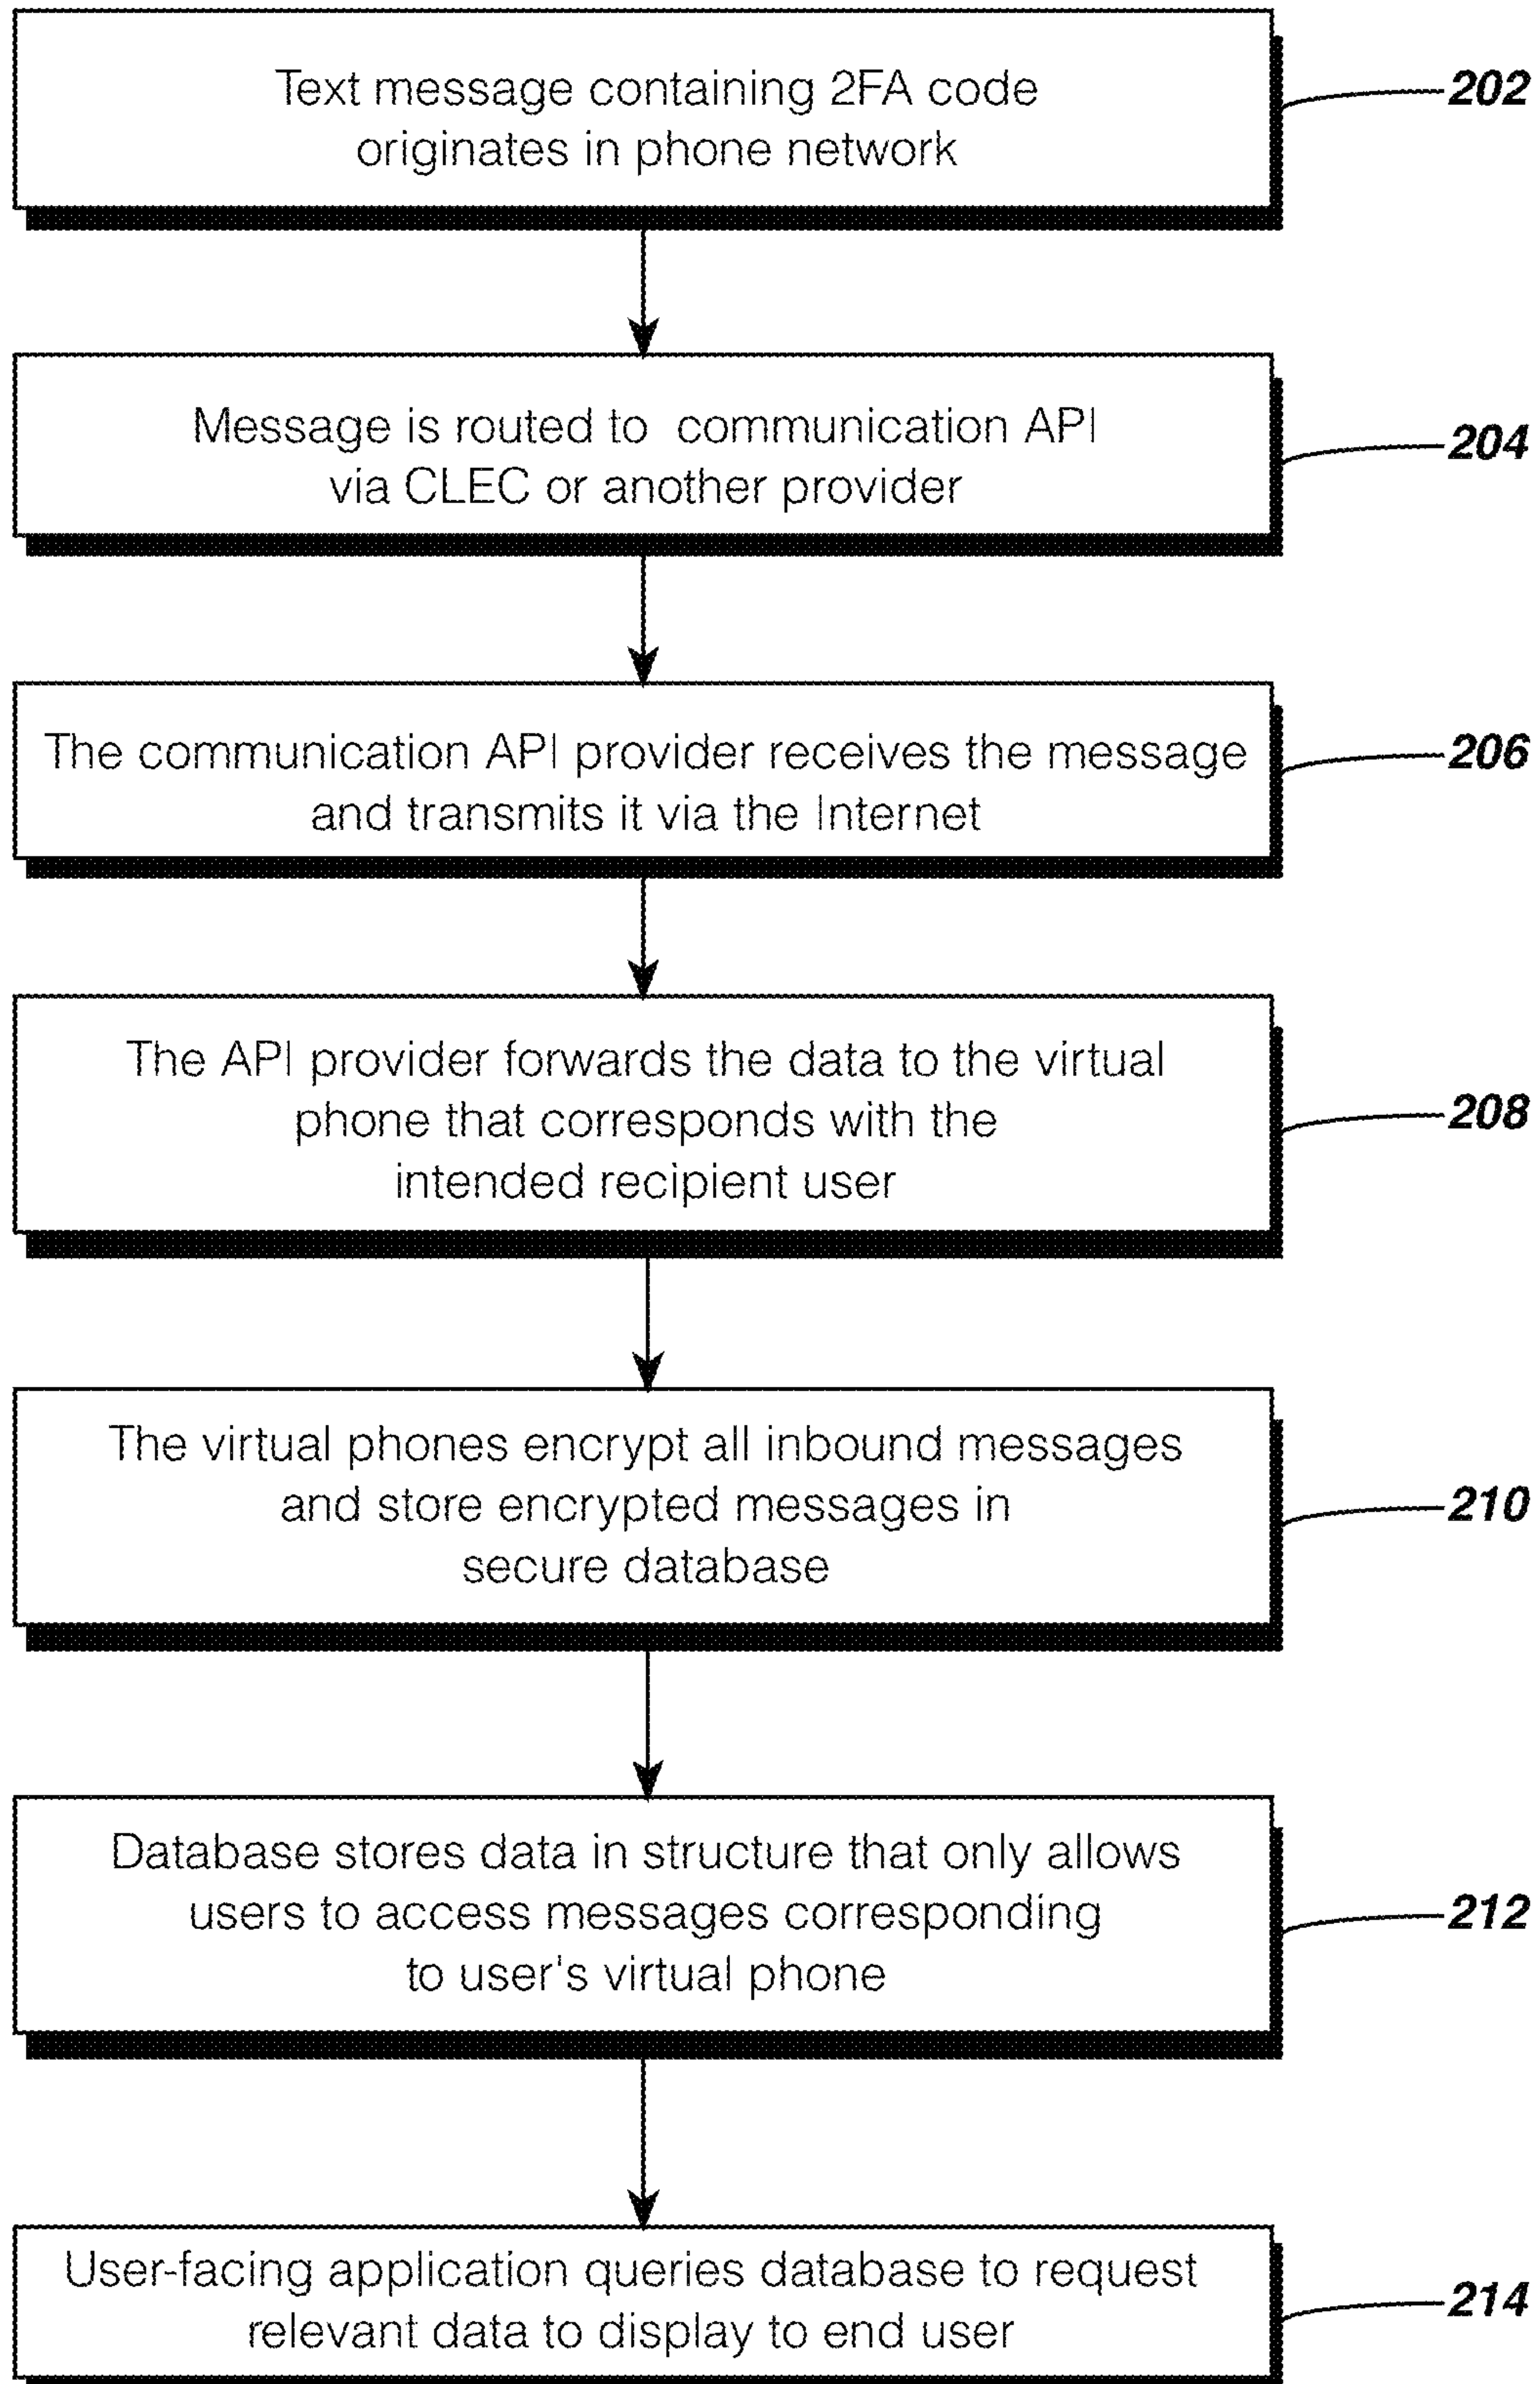 Text message containing 2FA code
originates in phone network
202
Message is routed to communication API
via CLEC or another provider
204
The communication API provider receives the message
and transmits it via the Internet
206
The API provider forwards the data to the virtual
phone that corresponds with the
intended recipient user
208
The virtual phones encrypt all inbound messages
and store encrypted messages in
secure database
210
Database stores data in structure that only allows
users to access messages corresponding
to user's virtual phone
212
User-facing application queries database to request
relevant data to display to end user
214